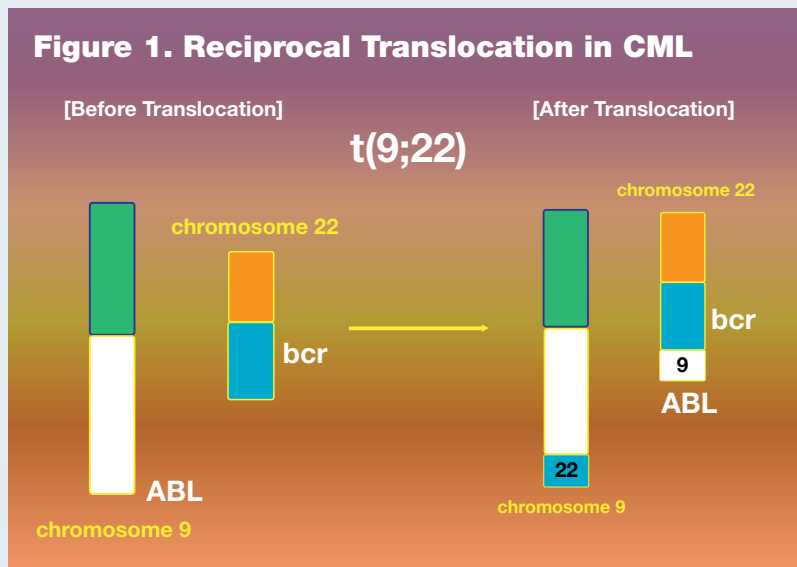 Figure 1. Reciprocal Translocation in CML
[Before Translocation]
[After Translocation]
t(9;22)
chromosome 22
bcr
ABL
chromosome 9
chromosome 22
bcr
9
ABL
22
chromosome 9